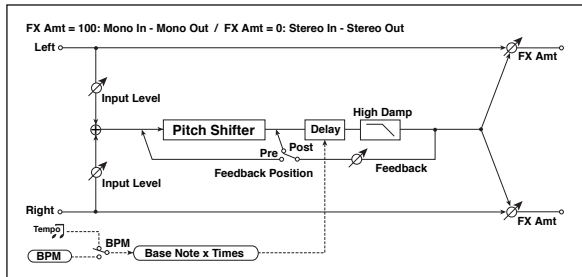 FX Amt = 100: Mono In - Mono Out / FX Amt = 0: Stereo In - Stereo Out
Left
FX Amt
Input Level
High Damp
Pitch Shifter
Delay
Post
Pre
Feedback Position
Feedback
Input Level
Right
FX Amt
Tempo
BPM
BPM
Base Note x Times